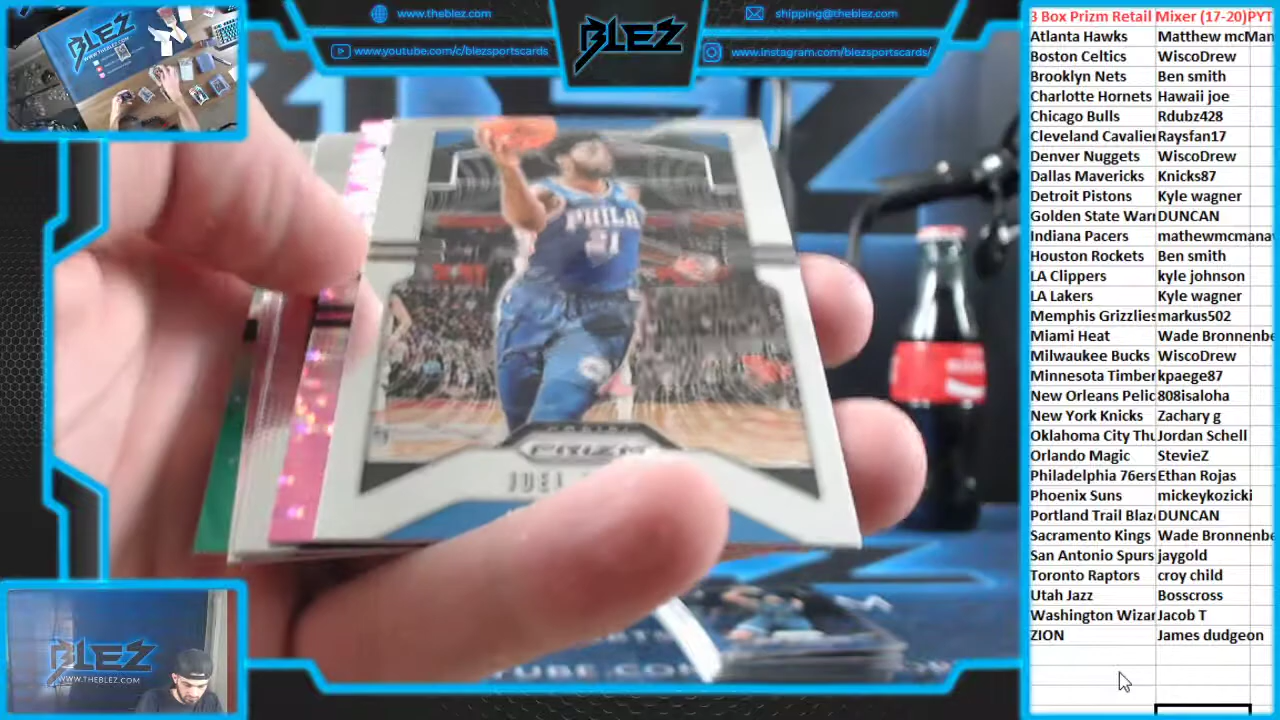 www.theblez.com
www.youtube.com/c/blezsportscards
BLEZ
shipping@theblez.com
www.instagram.com/blezsportscards/
BLEZ
WWW.THEBLEZ.COM
PHILA
21
PRIZM
JOEL
BLEZ
WWW.THEBLEZ.COM
3 Box Prizm Retail Mixer (17-20)PYT
Atlanta Hawks Matthew mcMan
Boston Celtics WiscoDrew
Brooklyn Nets Ben smith
Charlotte Hornets Hawaii joe
Chicago Bulls Rdubz428
Cleveland Cavalie Raysfan17
Denver Nuggets WiscoDrew
Dallas Mavericks Knicks87
Detroit Pistons Kyle wagner
Golden State Warr DUNCAN
Indiana Pacers mathewmcmana
Houston Rockets Ben smith
LA Clippers kyle johnson
LA Lakers Kyle wagner
Memphis Grizzlies markus502
Miami Heat Wade Bronnenbe
Milwaukee Bucks WiscoDrew
Minnesota Timber kpaege87
New Orleans Pelic 808isaloha
New York Knicks Zachary g
Oklahoma City Thu Jordan Schell
Orlando Magic StevieZ
Philadelphia 76ers Ethan Rojas
Phoenix Suns mickeykozicki
Portland Trail Blaz DUNCAN
Sacramento Kings Wade Bronnenbe
San Antonio Spurs jaygold
Toronto Raptors croy child
Utah Jazz Bosscross
Washington Wizar Jacob T
ZION James dudgeon